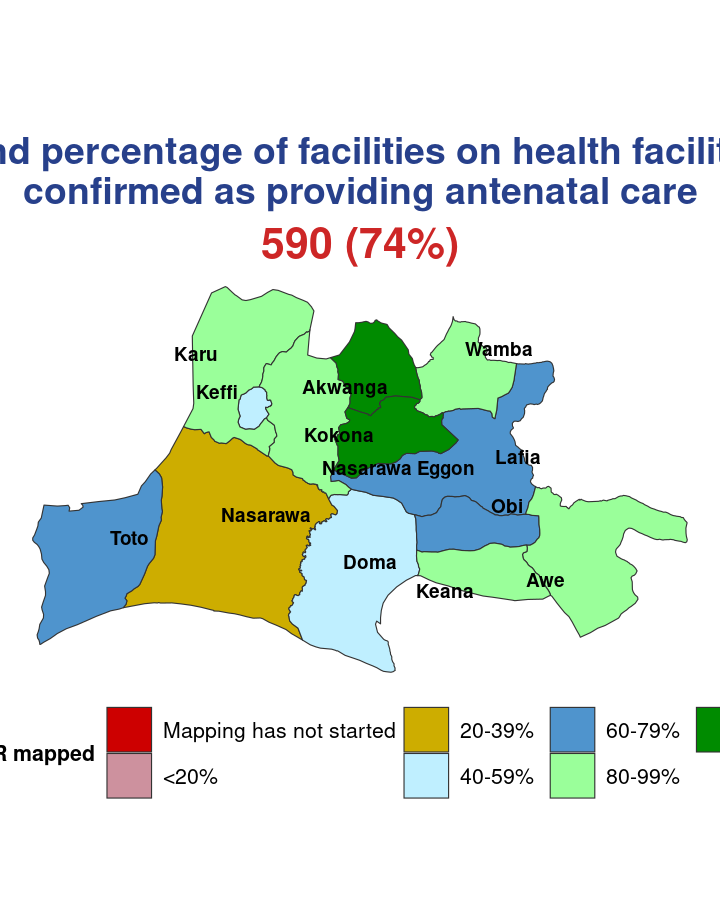 percentage of facilities on health
confirmed as providing antenatal care
590 (74%)
Wamba
Karu
Akwanga
Keffi
Kokona
Lafia
Nasarawa Eggon
Obi
Nasarawa
Toto
Doma
Awe
Keana
Mapping has not started
20-39%
60-79%
mapped
<20%
40-59%
80-99%